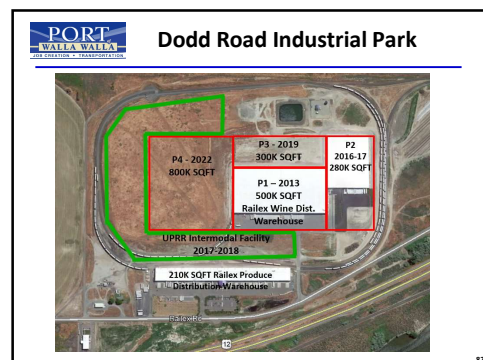 PORT
of
WALLA WALLA
JOB CREATION • TRANSPORTATION
Dodd Road Industrial Park
P4 - 2022
800K SQFT
P3 - 2019
300K SQFT
P2
2016-17
280K SQFT
P1 – 2013
500K SQFT
Railex Wine Dist.
Warehouse
UPRR Intermodal Facility
2017-2018
210K SQFT Railex Produce
Distribution Warehouse
Railex Rd
12